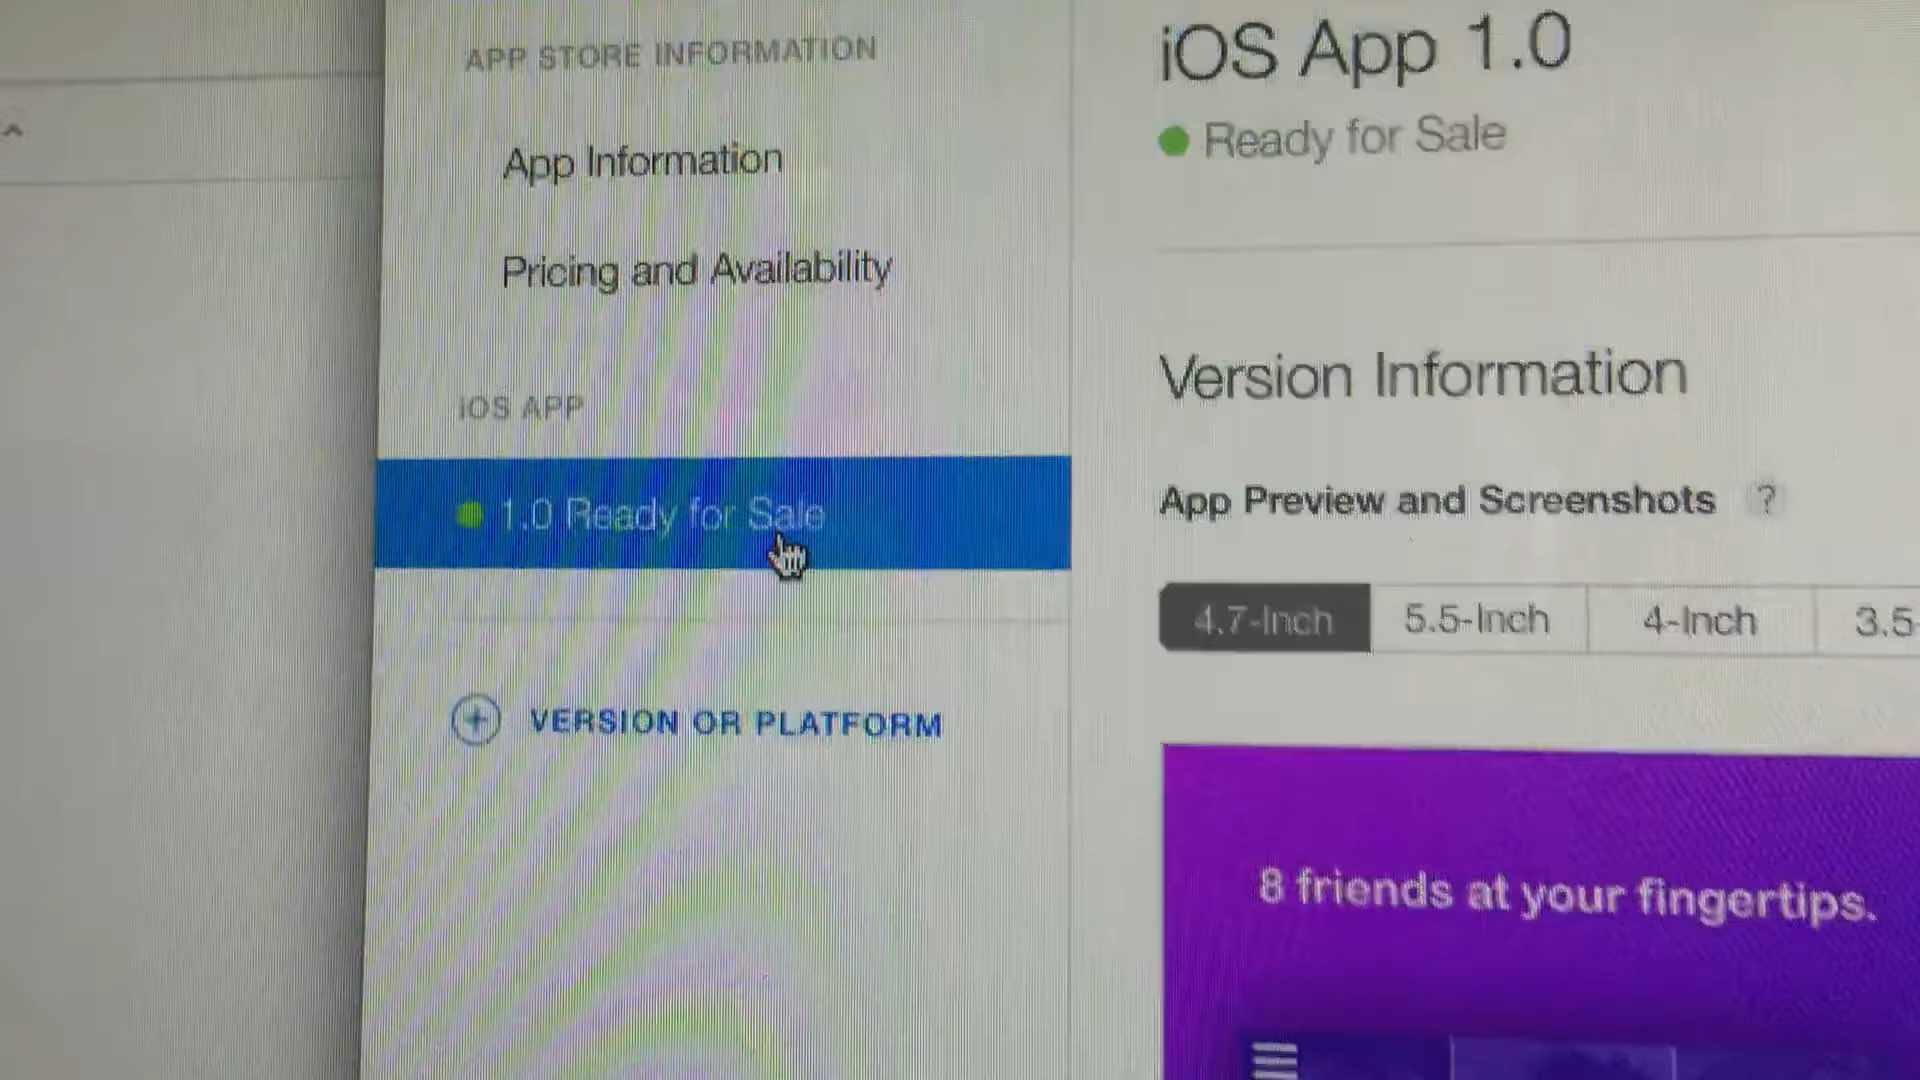 APP STORE INFORMATION
App Information
Pricing and Availability
iOS APP
1.0 Ready for Sale
VERSION OR PLATFORM
iOS App 1.0
Ready for Sale
Version Information
App Preview and Screenshots ?
4.7-Inch 5.5-Inch 4-Inch 3.5-
8 friends at your fingertips.